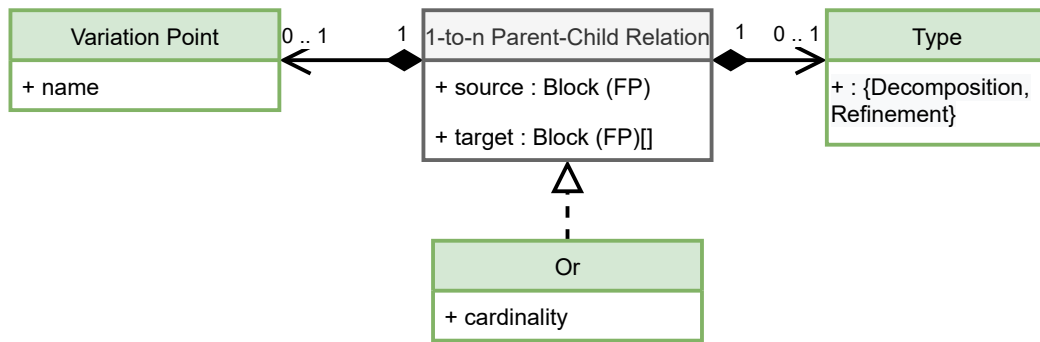 Variation Point
+ name
0 .. 1
1
1-to-n Parent-Child Relation
+ source : Block (FP)
+ target : Block (FP)[]
1
0 .. 1
Type
+ : {Decomposition,
Refinement}
Or
+ cardinality